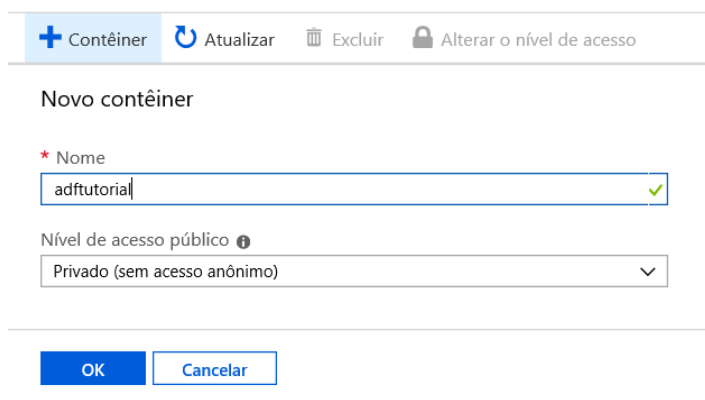 Contêiner Atualizar Excluir Alterar o nível de acesso
Novo contêiner
* Nome
adftutorial
Nível de acesso público
Privado (sem acesso anônimo)
OK Cancelar